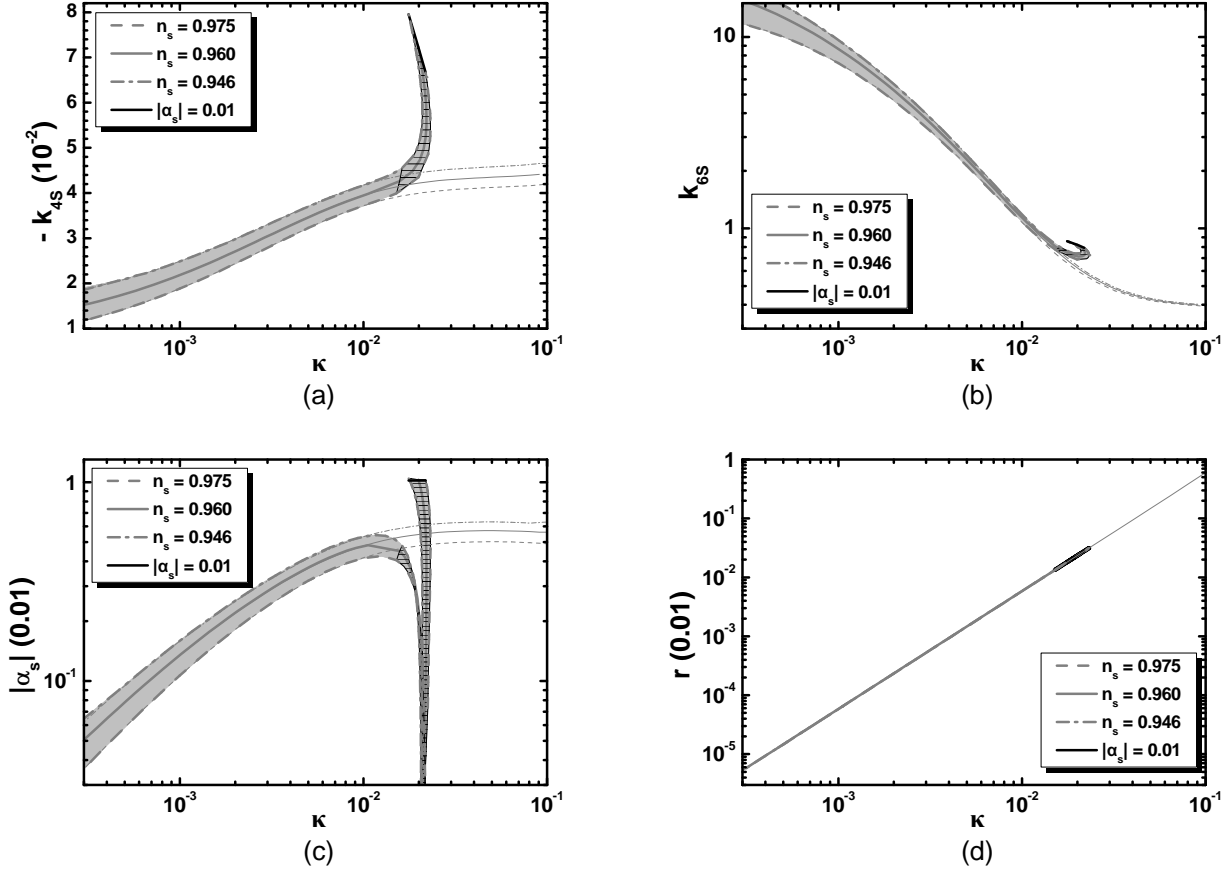 8
7
6
5
4
3
2
1
- k4S (10-2)
ns = 0.975
ns = 0.960
ns = 0.946
|αs| = 0.01
10-3 10-2 10-1
κ
(a)
10
1
k6S
ns = 0.975
ns = 0.960
ns = 0.946
|αs| = 0.01
10-3 10-2 10-1
κ
(b)
1
10-1
|αs| (0.01)
ns = 0.975
ns = 0.960
ns = 0.946
|αs| = 0.01
10-3 10-2 10-1
κ
(c)
1
10-1
10-2
10-3
10-4
10-5
r (0.01)
ns = 0.975
ns = 0.960
ns = 0.946
|αs| = 0.01
10-3 10-2 10-1
κ
(d)